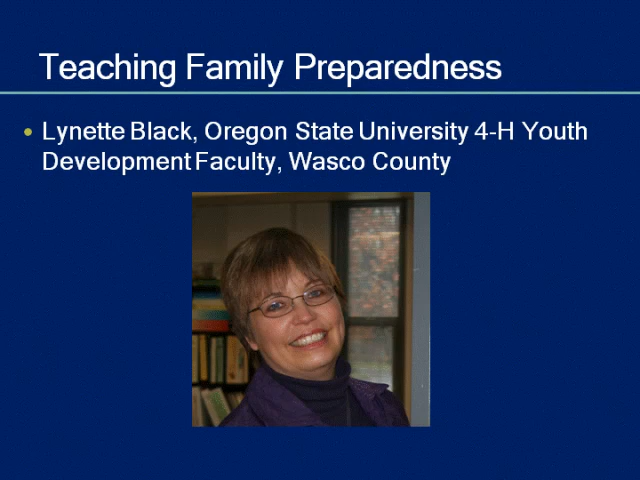 Teaching Family Preparedness
• Lynette Black, Oregon State University 4-H Youth
Development Faculty, Wasco County